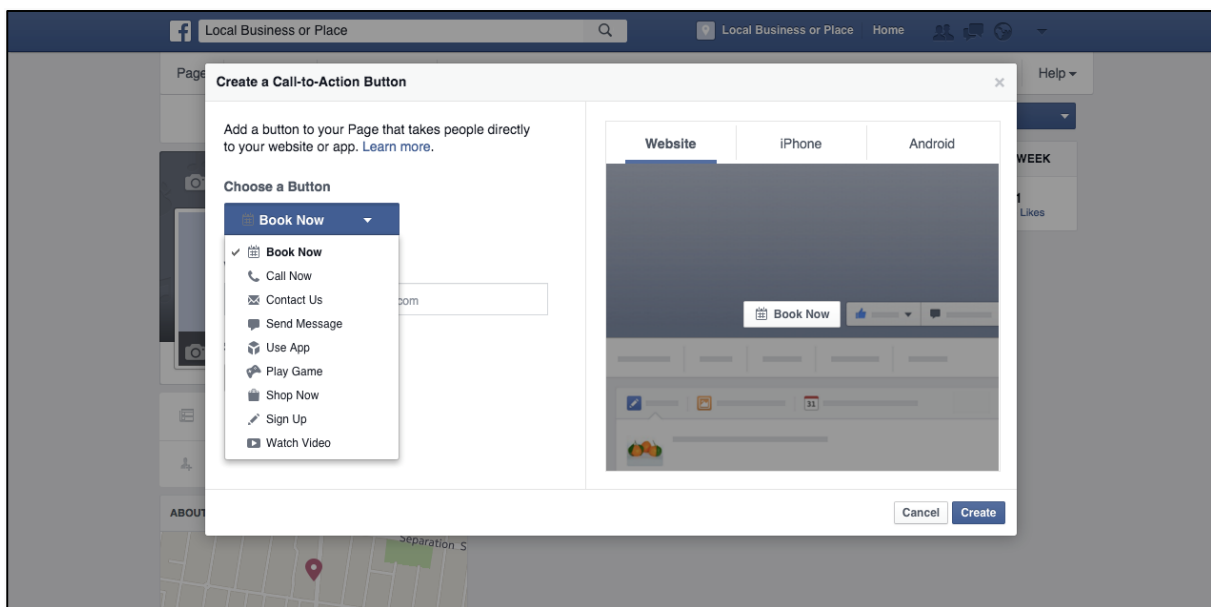 f
Local Business or Place
Local Business or Place Home
Page
Help
Create a Call-to-Action Button
×
Add a button to your Page that takes people directly
to your website or app. Learn more.
Choose a Button
Book Now
Book Now
Call Now
Contact Us
Send Message
Use App
Play Game
Shop Now
Sign Up
Watch Video
com
Website iPhone Android
Book Now
31
WEEK
1
Likes
Cancel Create
ABOUT
Separation S